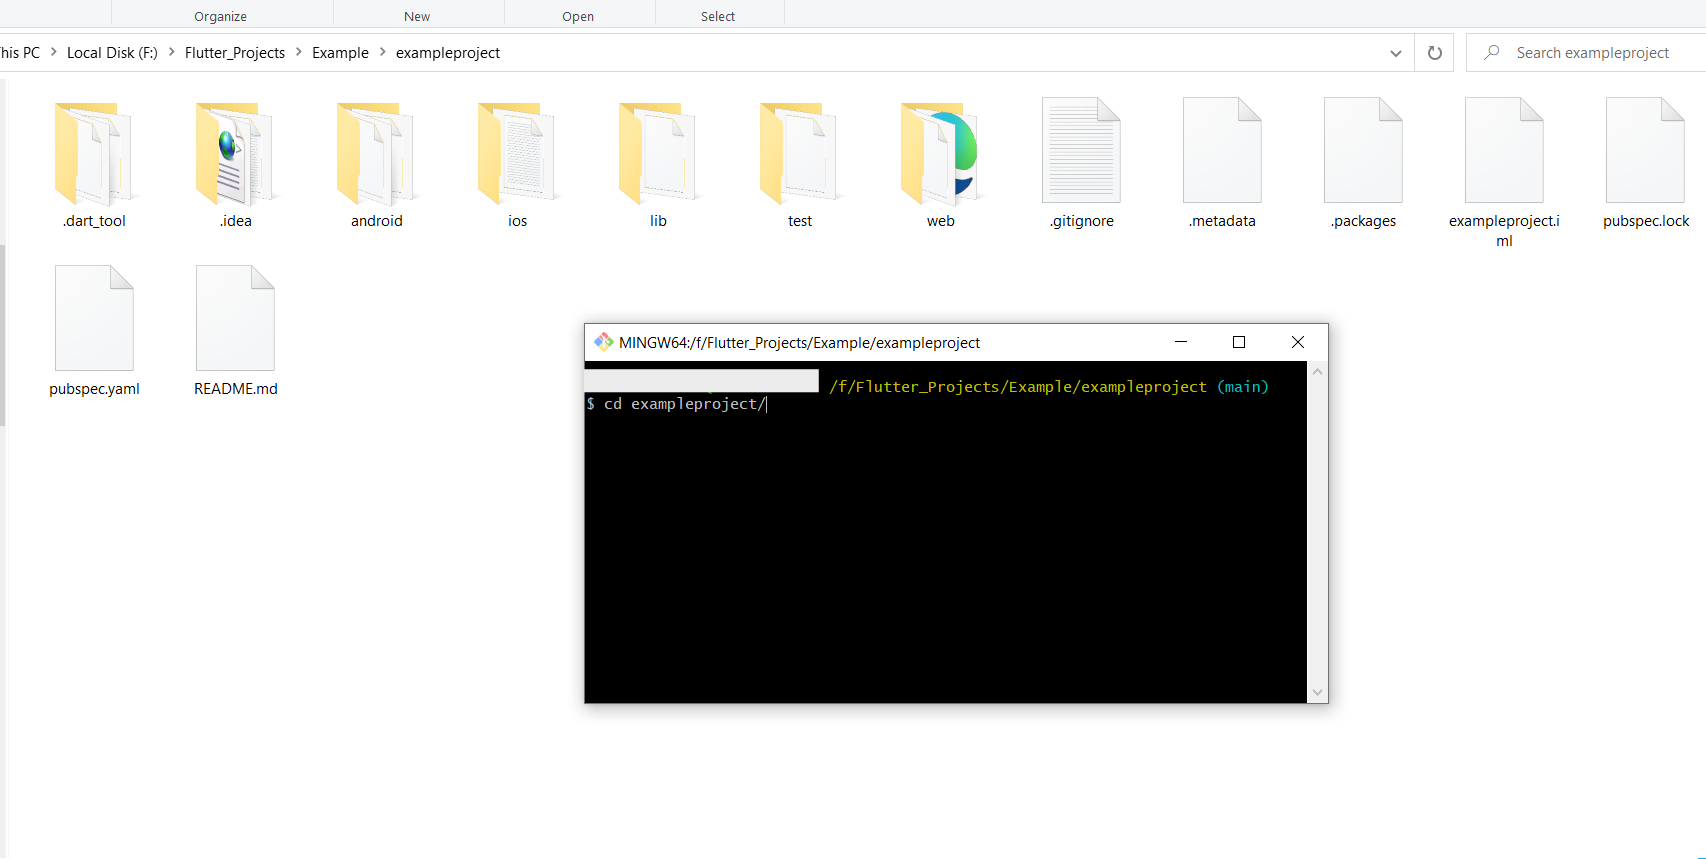 Organize New Open Select
his PC > Local Disk (F:) > Flutter_Projects > Example > exampleproject
Search exampleproject
.dart_tool .idea android ios lib test web .gitignore .metadata .packages exampleproject.i
ml pubspec.lock
pubspec.yaml README.md
MINGW64:/f/Flutter_Projects/Example/exampleproject
/f/Flutter_Projects/Example/exampleproject (main)
$ cd exampleproject/